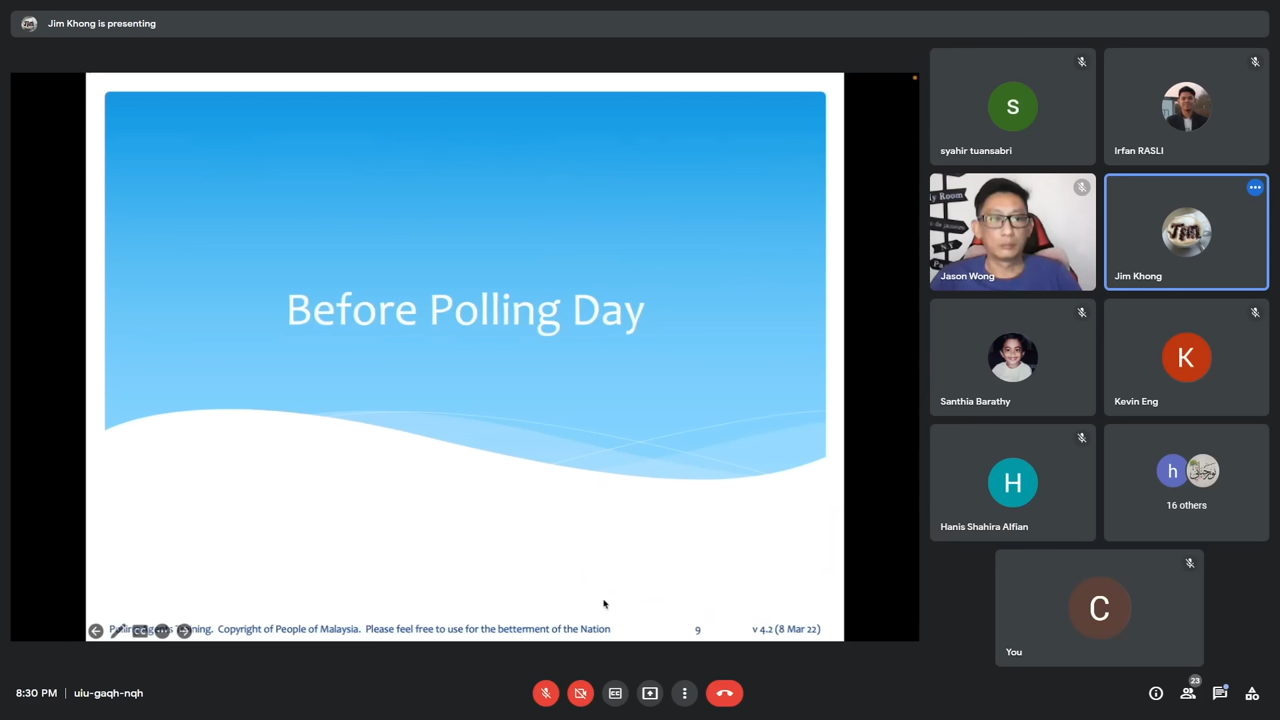 Jim Khong is presenting
Before Polling Day
Training. Copyright of People of Malaysia. Please feel free to use for the betterment of the Nation
9
v 4.2 (8 Mar 22)
S
syahir tuansabri
Irfan RASLI
Jason Wong
Jim
Jim Khong
Santhia Barathy
K
Kevin Eng
H
Hanis Shahira Alfian
h
16 others
C
You
8:30 PM | uiu-gaqh-nqh
23